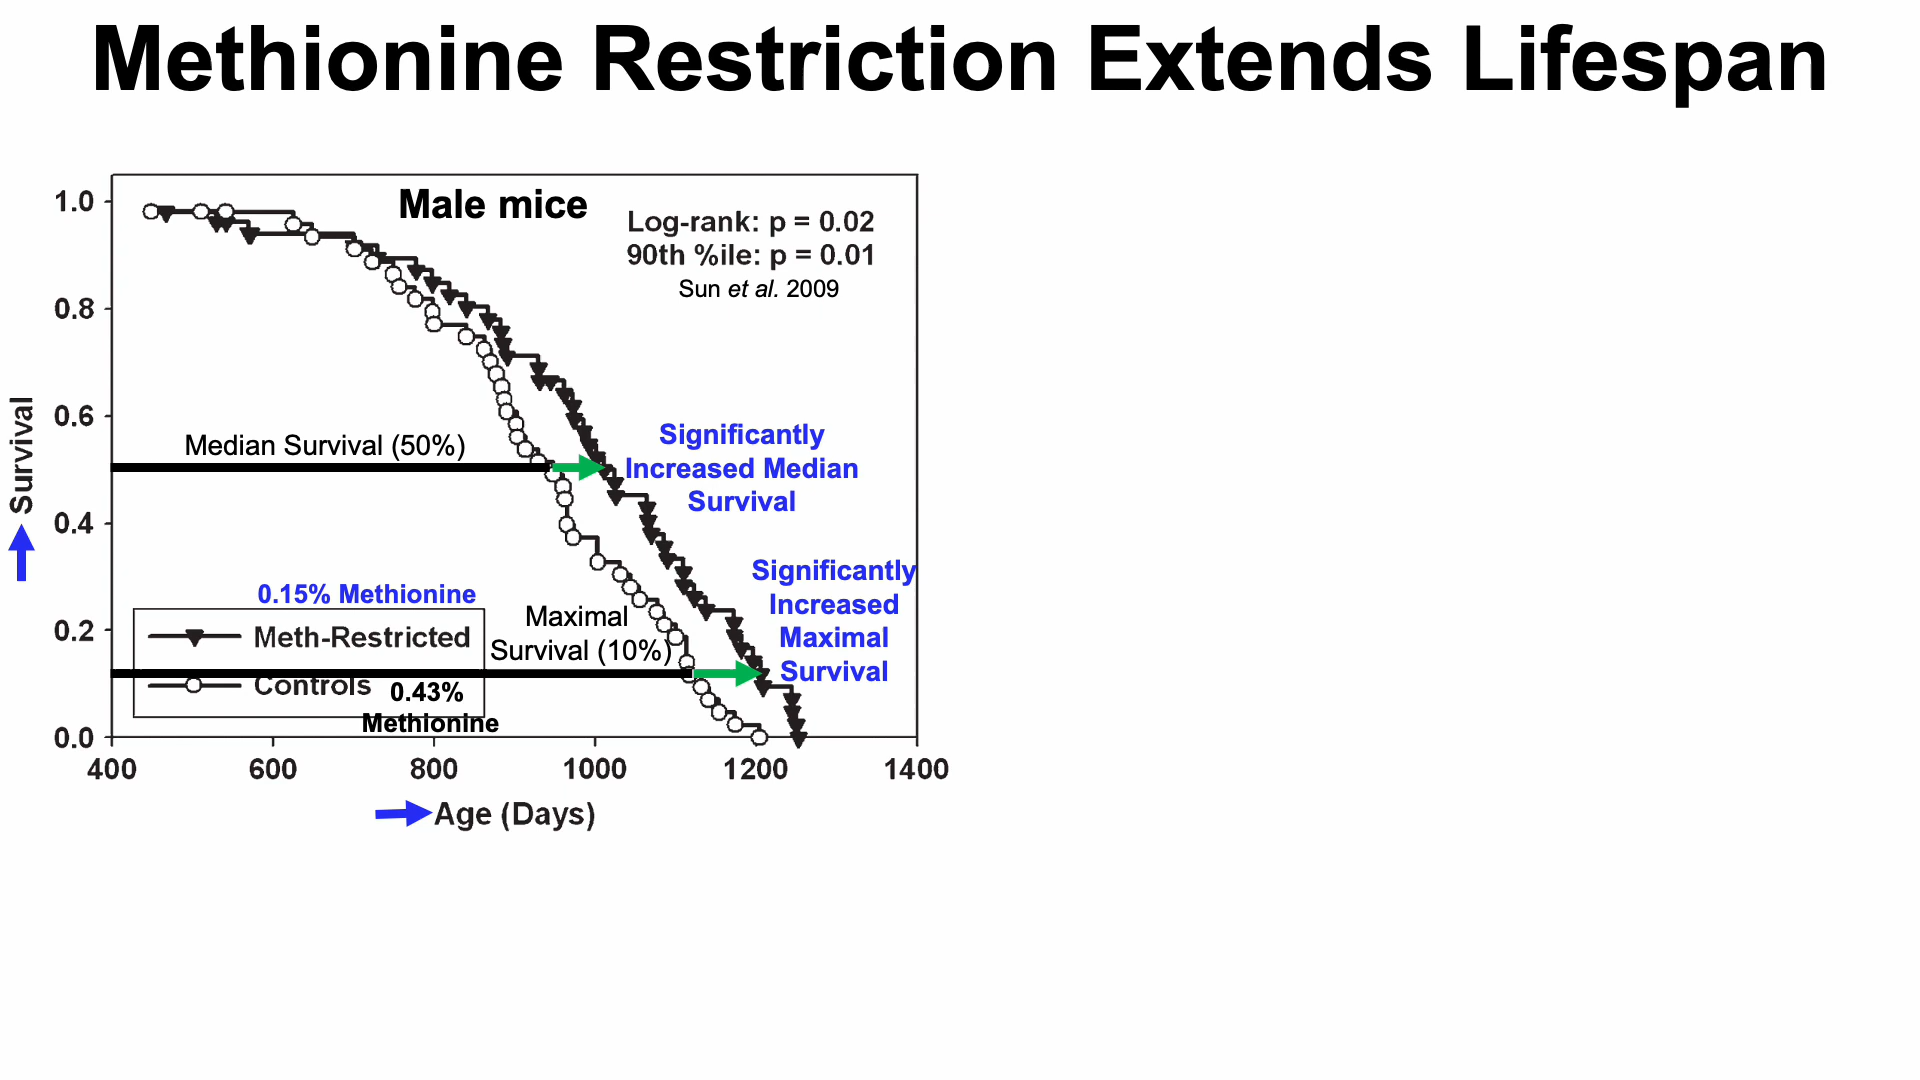 Methionine Restriction Extends Lifespan
Male mice
Log-rank: p = 0.02
90th %ile: p = 0.01
Sun et al. 2009
Survival
1.0
0.8
0.6
0.4
0.2
0.0
Median Survival (50%)
Significantly
Increased Median
Survival
0.15% Methionine
Meth-Restricted
Controls
0.43%
Methionine
Maximal
Survival (10%)
Significantly
Increased
Maximal
Survival
400 600 800 1000 1200 1400
Age (Days)